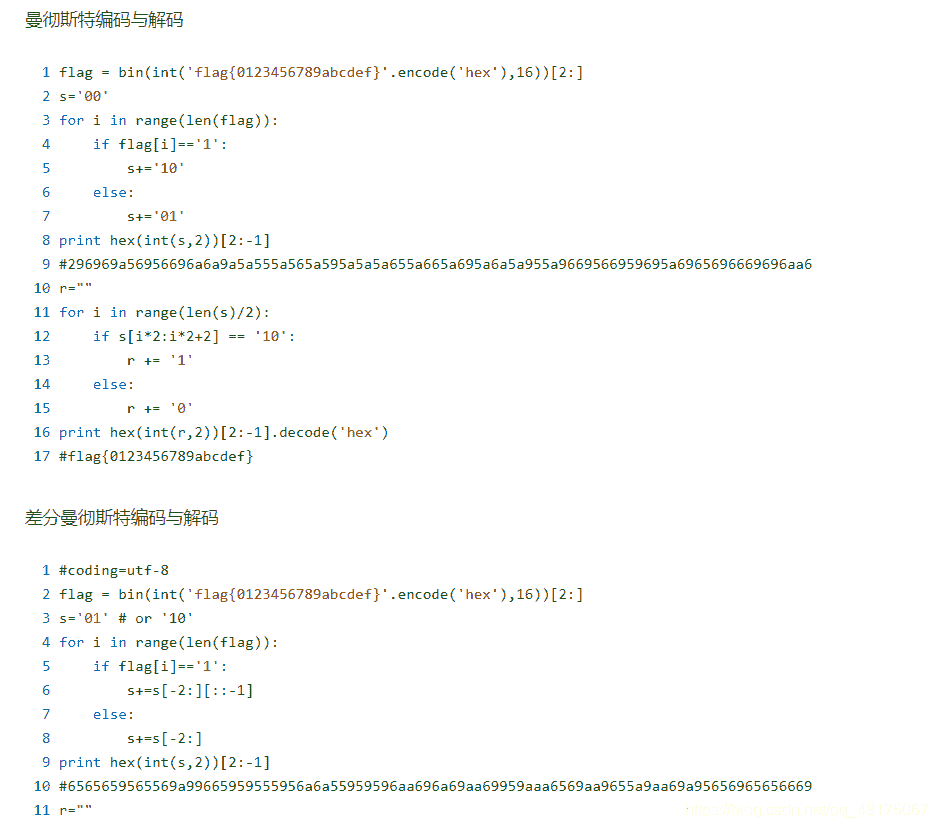 曼彻斯特编码与解码
1 flag = bin(int('flag{0123456789abcdef}'.encode('hex'),16))[2:]
2 s='00'
3 for i in range(len(flag)):
4     if flag[i]=='1':
5         s+='10'
6     else:
7         s+='01'
8 print hex(int(s,2))[2:-1]
9 #296969a56956696a6a9a5a555a565a595a5a5a655a665a695a6a5a955a9669566959695a6965696669696aa6
10 r=""
11 for i in range(len(s)/2):
12     if s[i*2:i*2+2] == '10':
13         r += '1'
14     else:
15         r += '0'
16 print hex(int(r,2))[2:-1].decode('hex')
17 #flag{0123456789abcdef}
差分曼彻斯特编码与解码
1 #coding=utf-8
2 flag = bin(int('flag{0123456789abcdef}'.encode('hex'),16))[2:]
3 s='01' # or '10'
4 for i in range(len(flag)):
5     if flag[i]=='1':
6         s+=s[-2:][::-1]
7     else:
8         s+=s[-2:]
9 print hex(int(s,2))[2:-1]
10 #6565659565569a99665959555956a6a55959596aa696a69aa69959aaa6569aa9655a9aa69a95656965656669
11 r=""